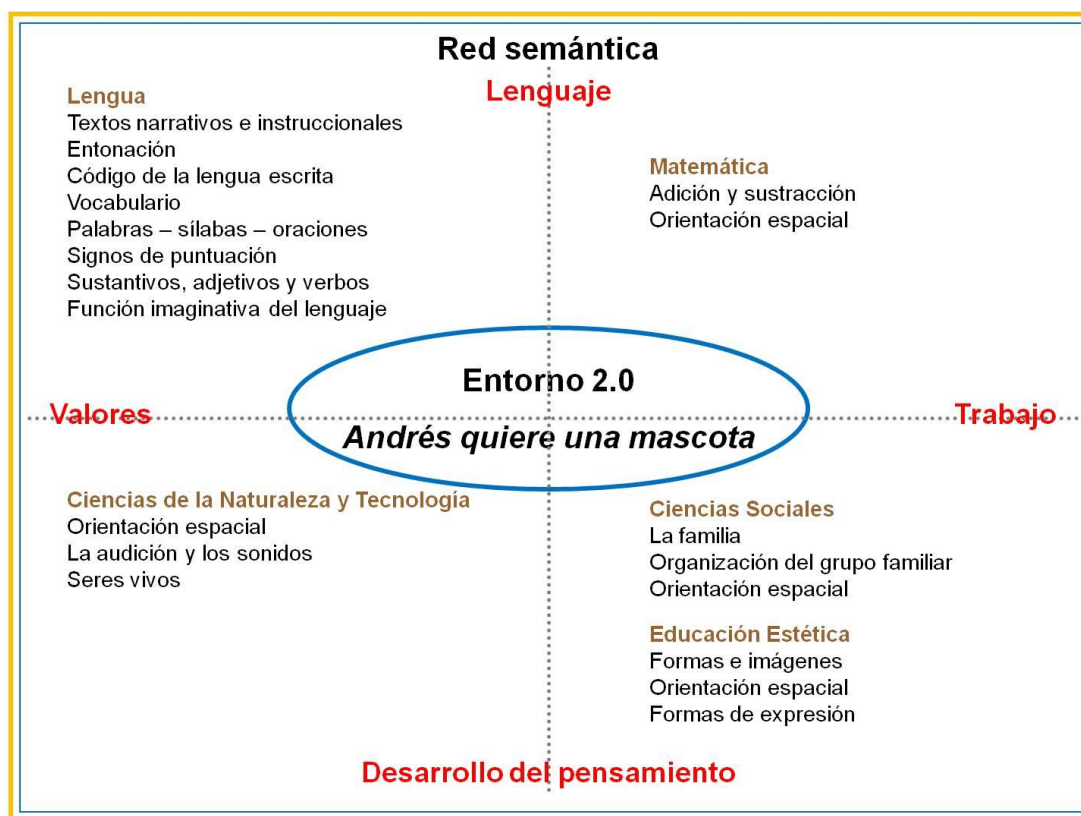 Red semántica
Lenguaje
Lengua
Textos narrativos e instruccionales
Entonación
Código de la lengua escrita
Vocabulario
Palabras – sílabas – oraciones
Signos de puntuación
Sustantivos, adjetivos y verbos
Función imaginativa del lenguaje
Matemática
Adición y sustracción
Orientación espacial
Entorno 2.0
Valores
Trabajo
Andrés quiere una mascota
Ciencias de la Naturaleza y Tecnología
Orientación espacial
La audición y los sonidos
Seres vivos
Ciencias Sociales
La familia
Organización del grupo familiar
Orientación espacial
Educación Estética
Formas e imágenes
Orientación espacial
Formas de expresión
Desarrollo del pensamiento